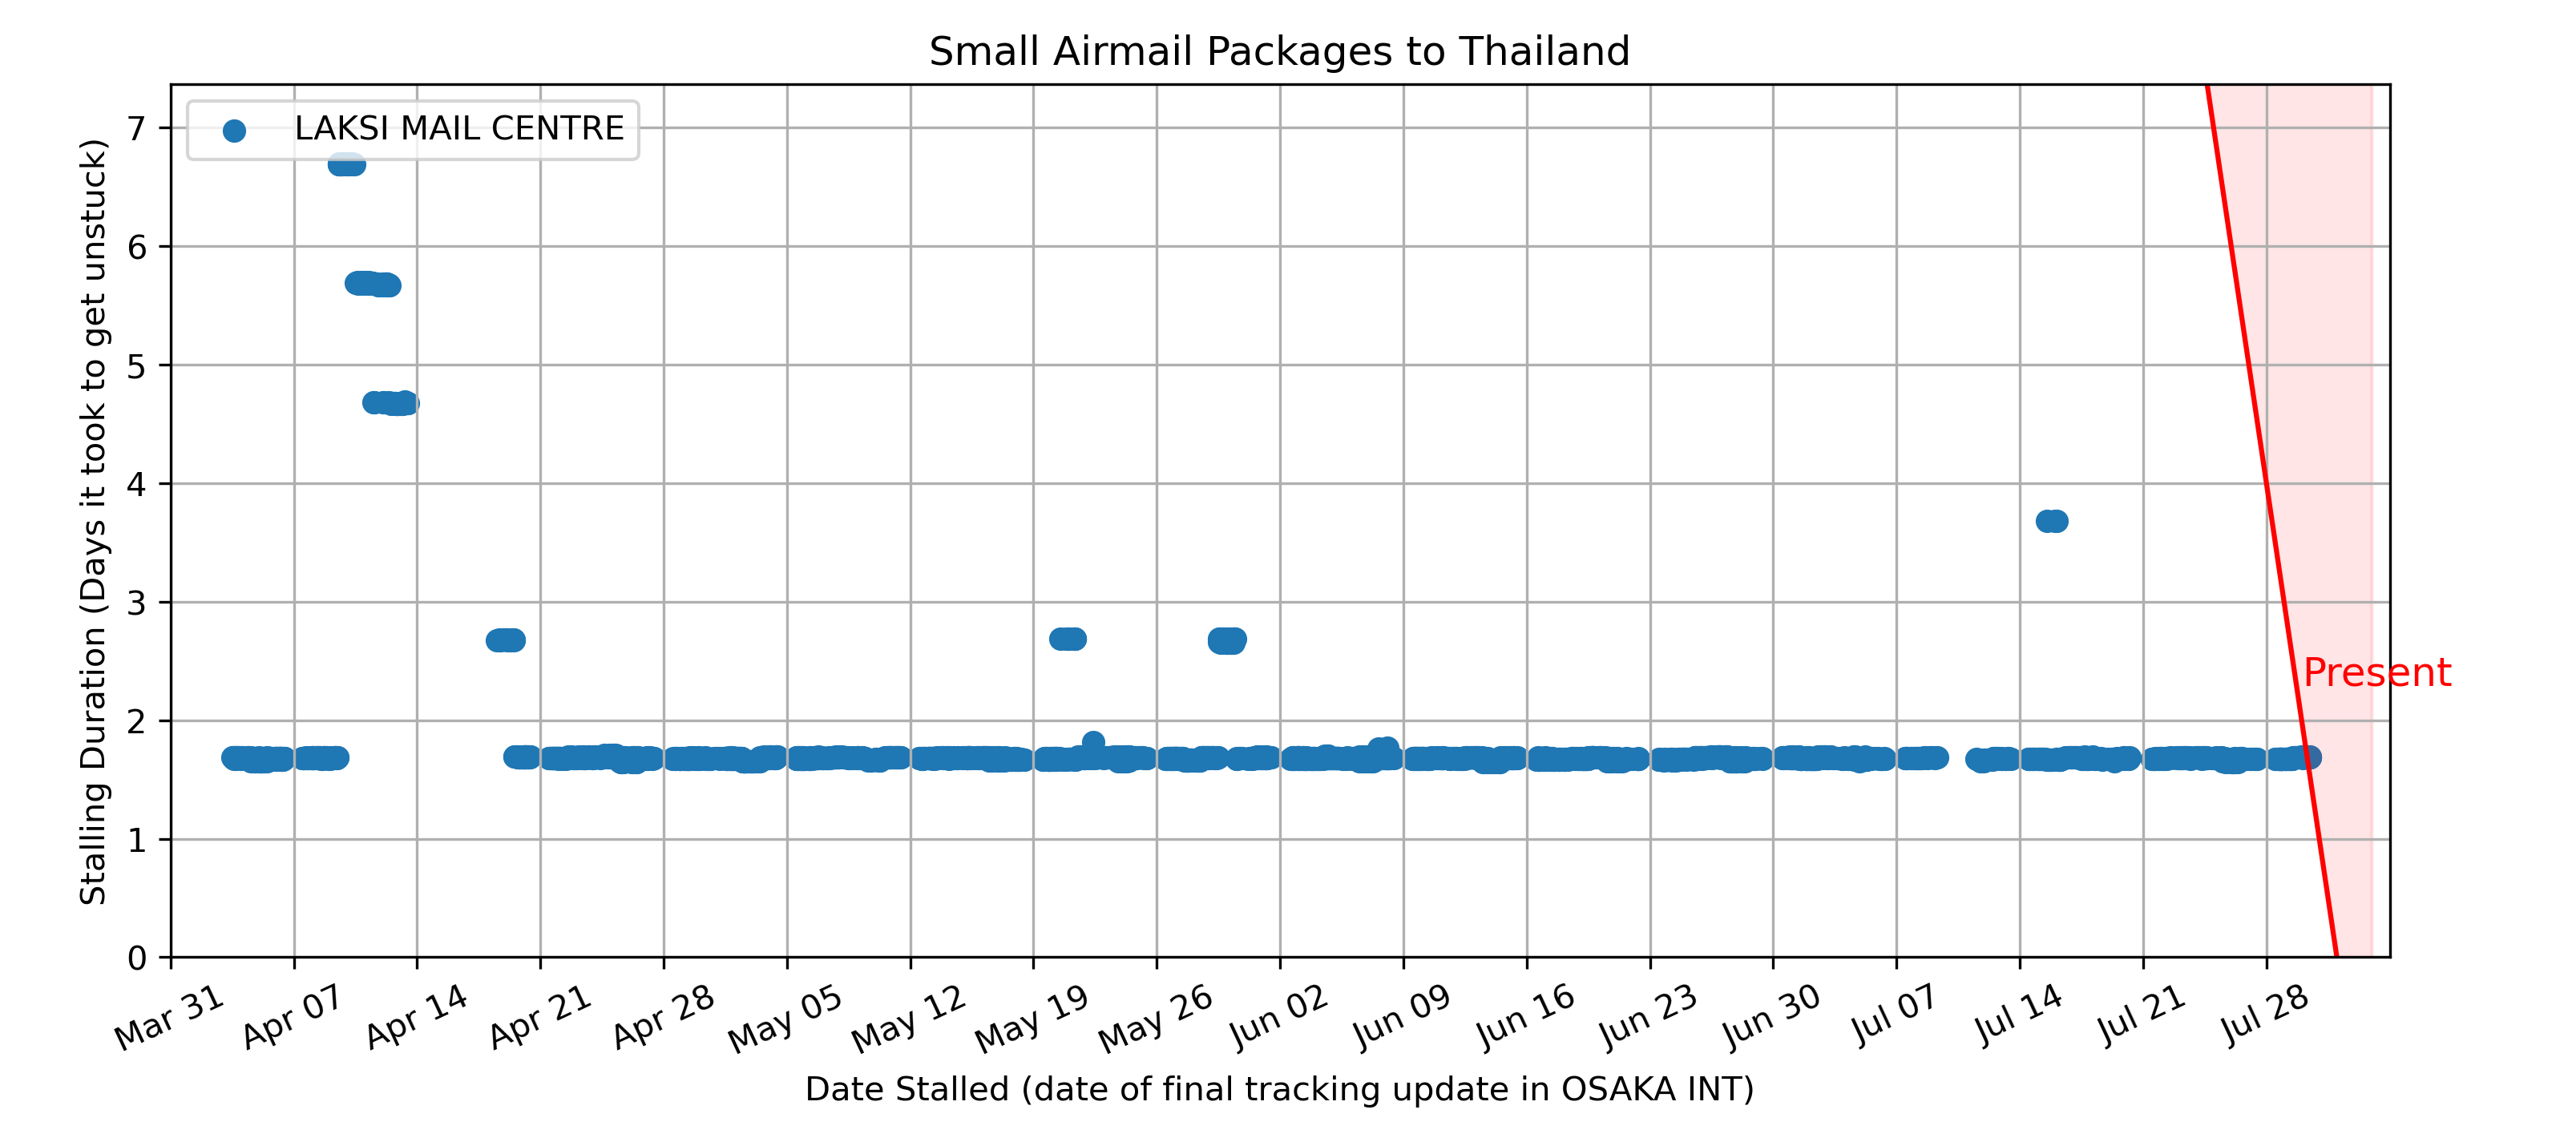 Small Airmail Packages to Thailand
LAKSI MAIL CENTRE
Stalling Duration (Days it took to get unstuck)
7
6
5
4
3
2
1
0
Present
Mar 31
Apr 07
Apr 14
Apr 21
Apr 28
May 05
May 12
May 19
May 26
Jun 02
Jun 09
Jun 16
Jun 23
Jun 30
Jul 07
Jul 14
Jul 21
Jul 28
Date Stalled (date of final tracking update in OSAKA INT)